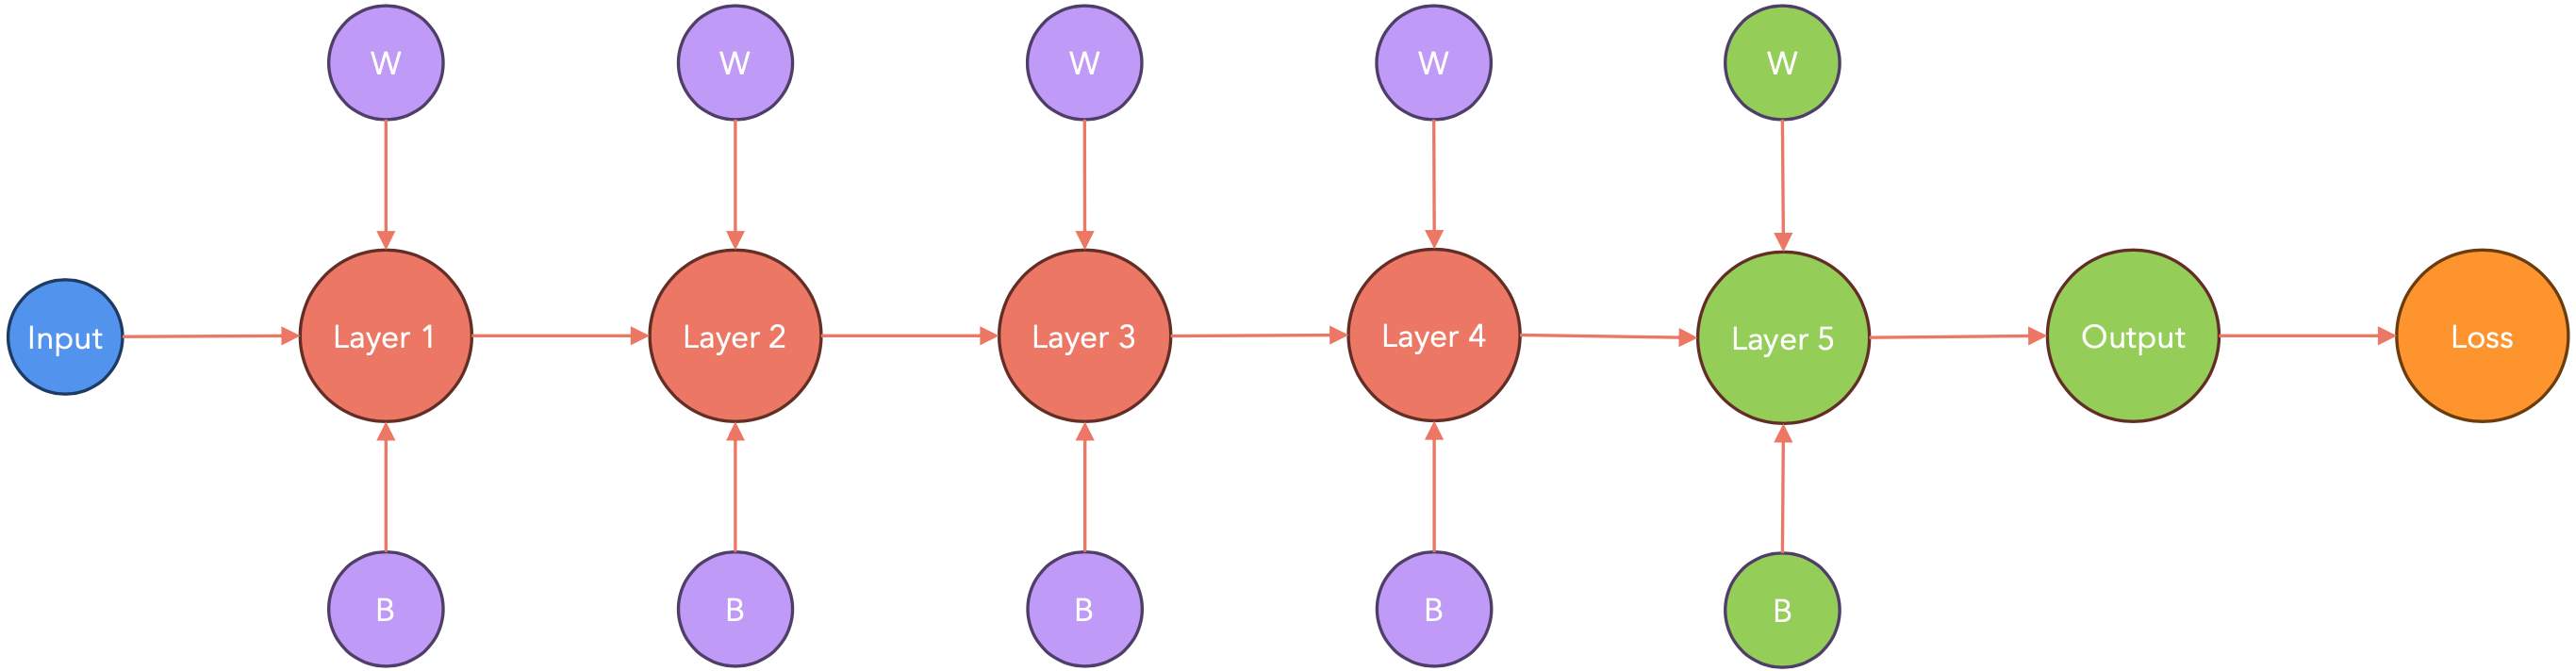 W
W
W
W
W
Input
Layer 1
Layer 2
Layer 3
Layer 4
Layer 5
Output
Loss
B
B
B
B
B